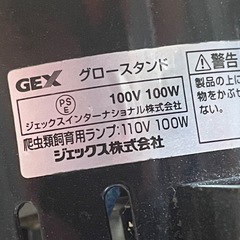 GEX グロースタンド
PS
E
100V 100W
ジェックスインターナショナル株式会社
爬虫類飼育用ランプ:110V 100W
ジェックス株式会社
⚠警告
製品の上に
物をかぶせ
ない。